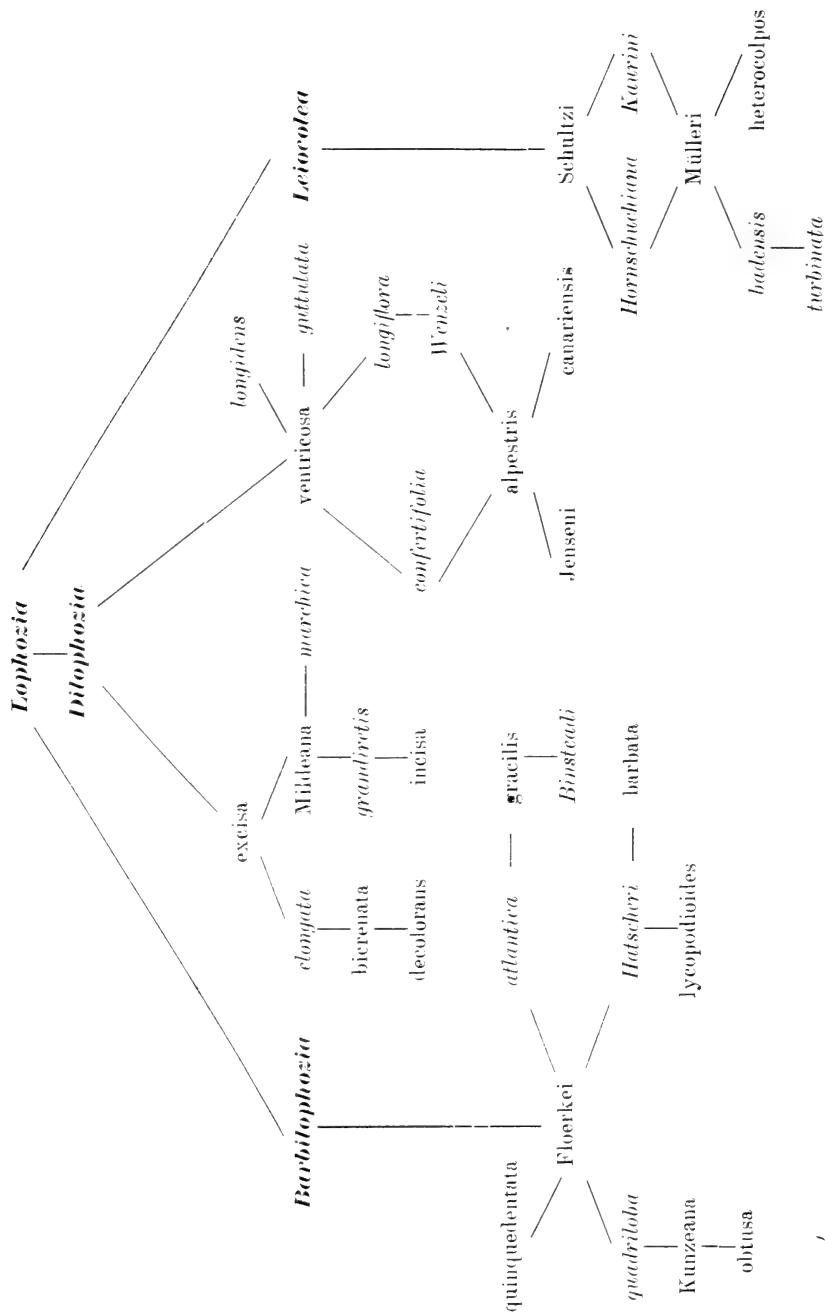 Lophozia
Dilophozia
Barbilophozia
Leiocolea
longidens
excisa
ventricosa
guttulata
elongata
Mildeana
marchica
bicrenata
grandiretis
longiflora
decolorans
incisa
confertifolia
Wenzeli
quinquedentata
atlantica
gracilis
alpestris
Floerkei
Jenseni
canariensis
Schultzi
Binsteadi
quadriloba
Hatscheri
barbata
Hornschuchiana
Kaurini
Kunzeana
lycopodioides
Mülleri
obtusa
badensis
heterocolpos
turbinata